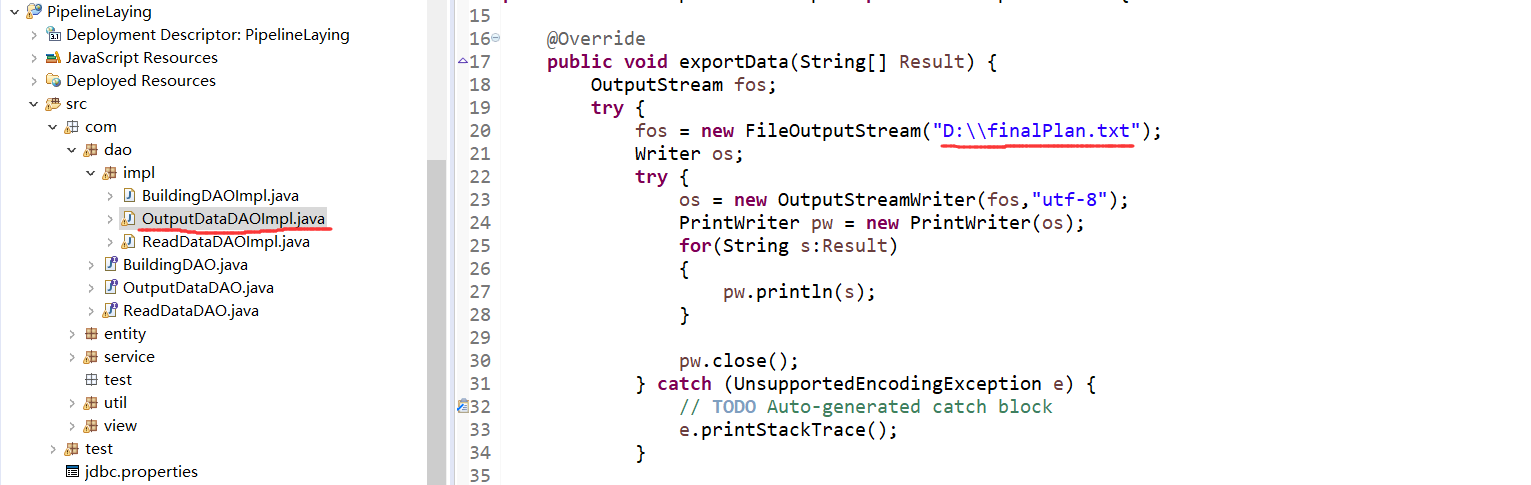 PipelineLaying
Deployment Descriptor: PipelineLaying
JavaScript Resources
Deployed Resources
src
com
dao
impl
BuildingDAOImpl.java
OutputDataDAOImpl.java
ReadDataDAOImpl.java
BuildingDAO.java
OutputDataDAO.java
ReadDataDAO.java
entity
service
test
util
view
test
jdbc.properties
15
16 @Override
17 public void exportData(String[] Result) {
18 OutputStream fos;
19 try {
20 fos = new FileOutputStream("D:\\finalPlan.txt");
21 Writer os;
22 try {
23 os = new OutputStreamWriter(fos,"utf-8");
24 PrintWriter pw = new PrintWriter(os);
25 for(String s:Result)
26 {
27 pw.println(s);
28 }
29
30 pw.close();
31 } catch (UnsupportedEncodingException e) {
32 // TODO Auto-generated catch block
33 e.printStackTrace();
34 }
35